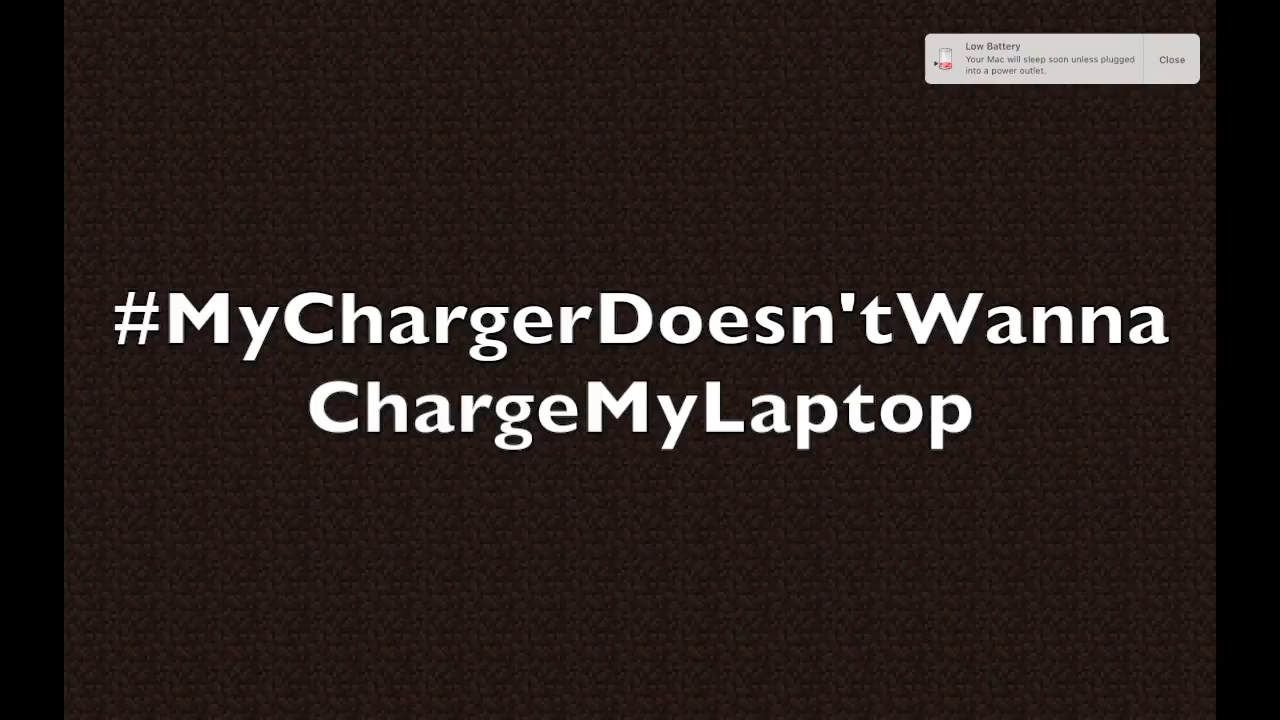 Low Battery
Your Mac will sleep soon unless plugged
into a power outlet.
Close
#MyChargerDoesn'tWanna
ChargeMyLaptop